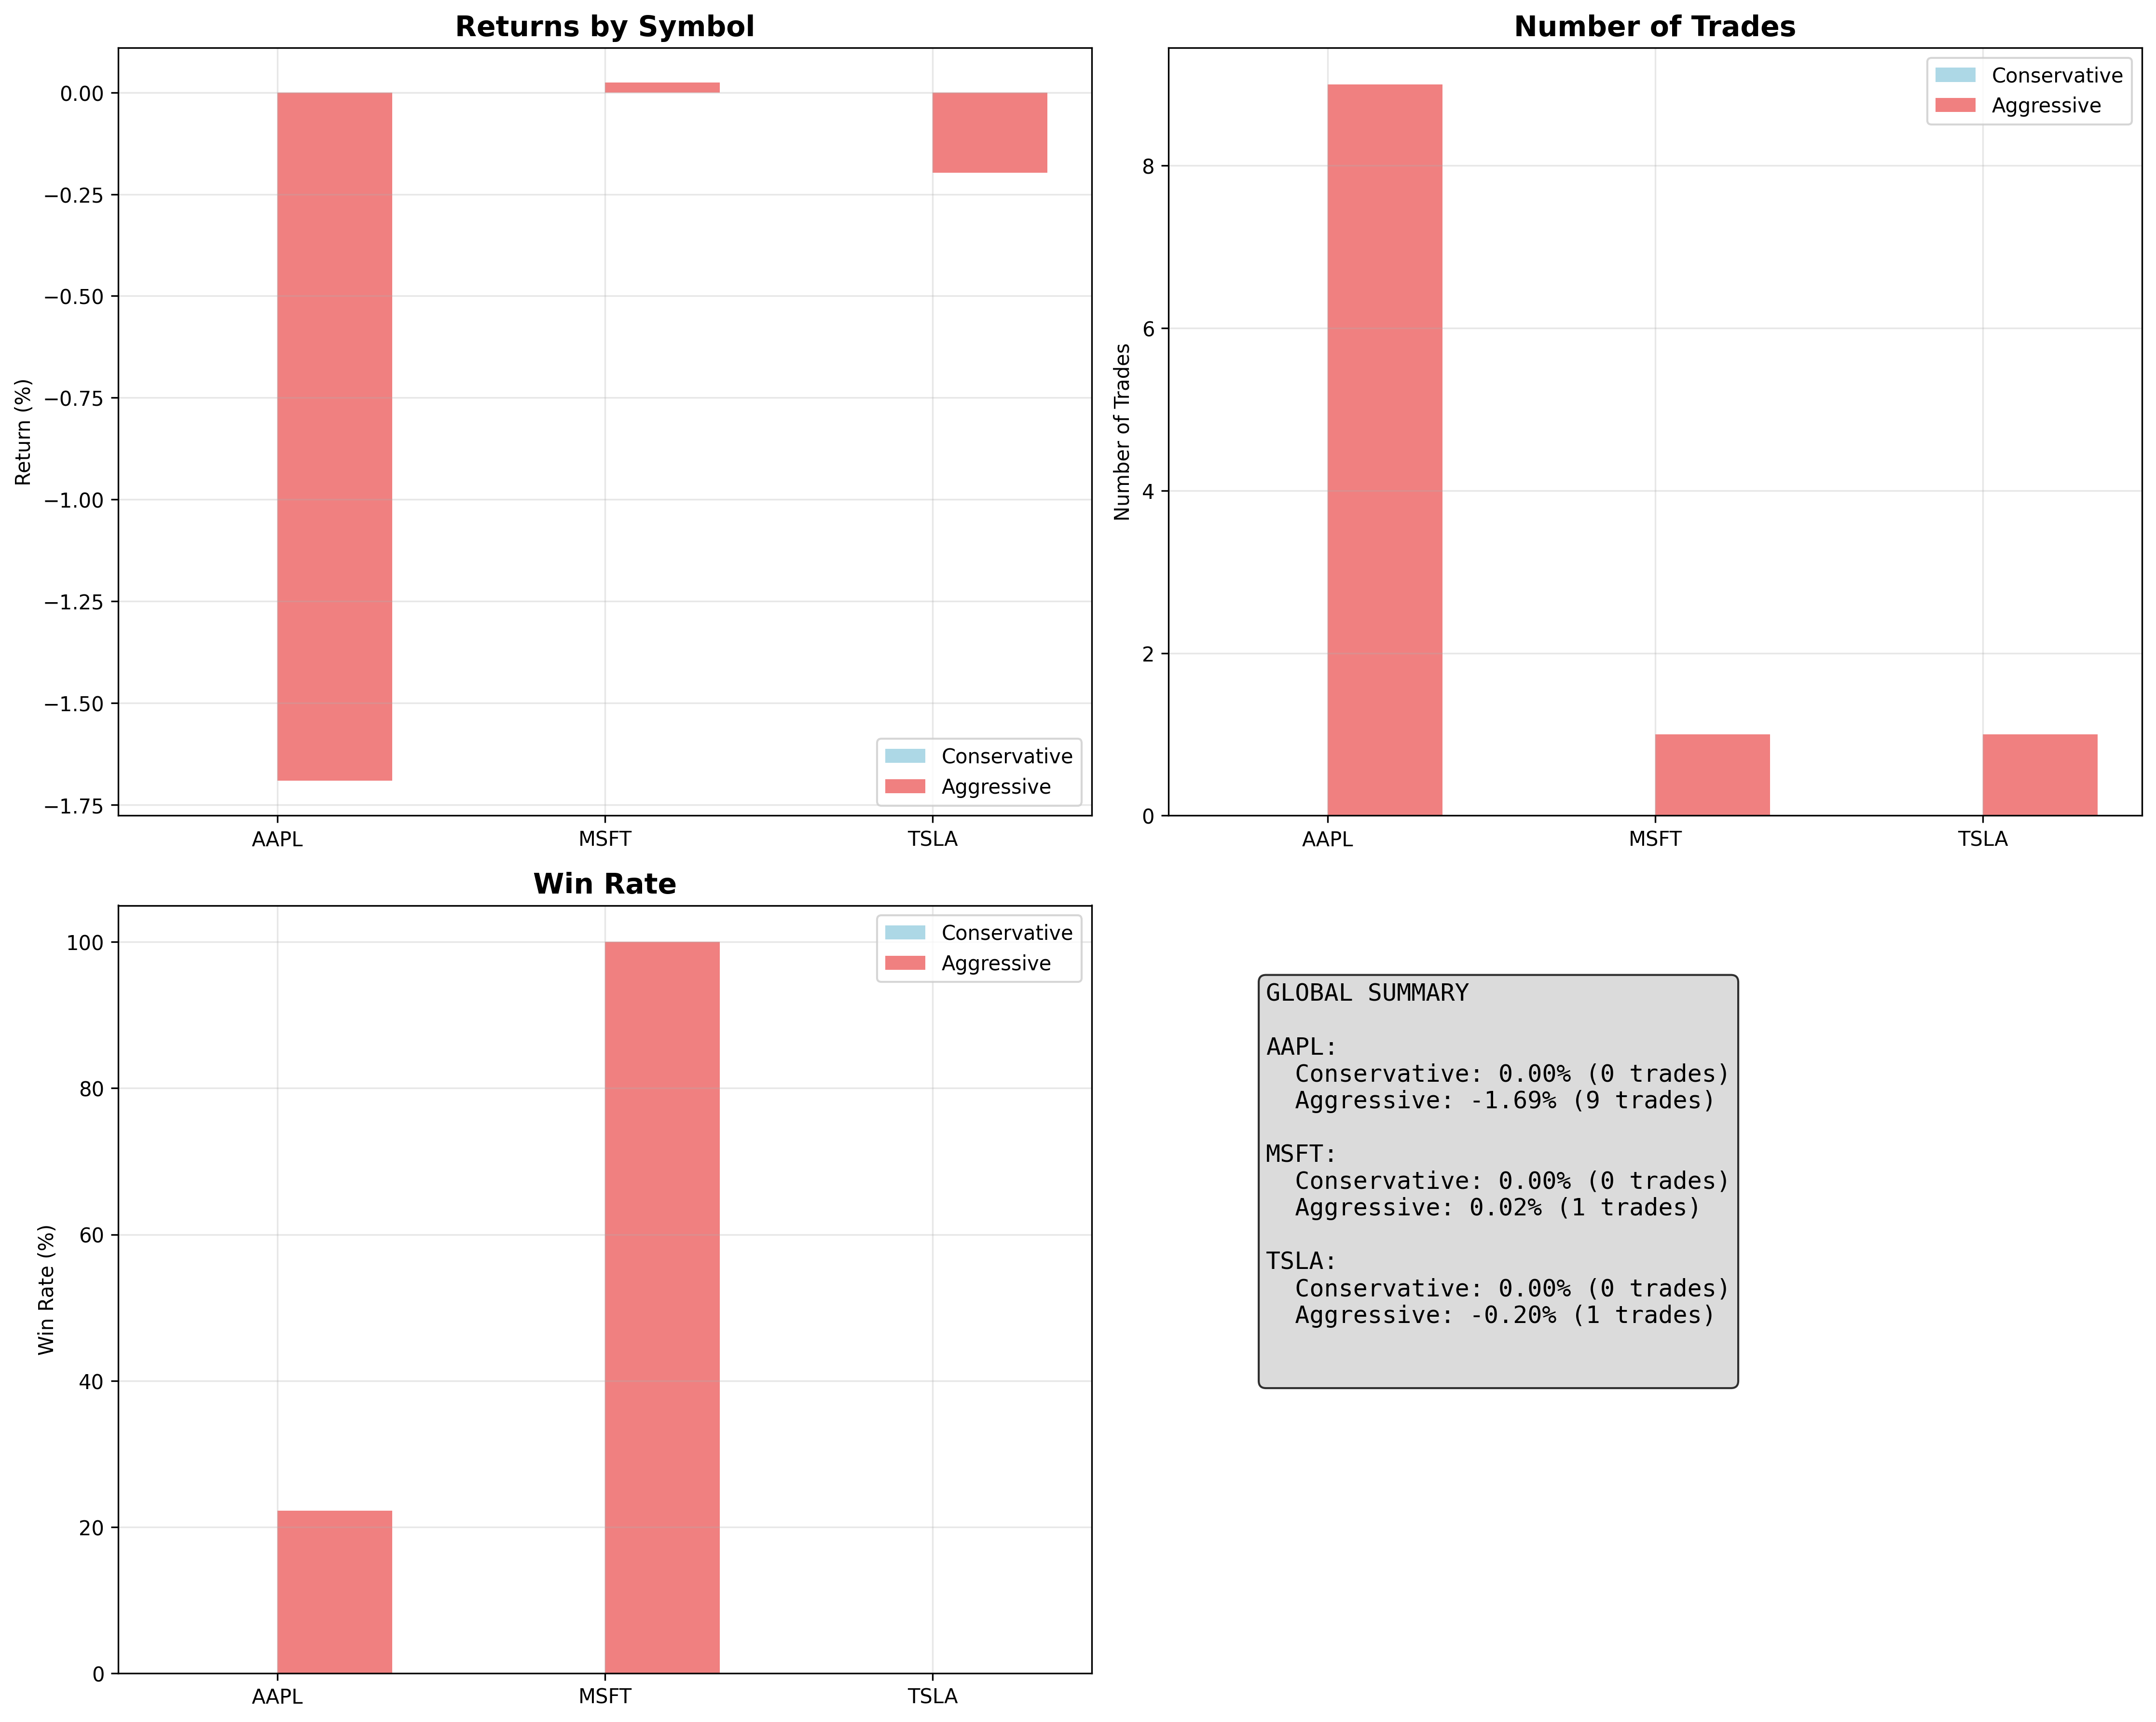 Returns by Symbol
Return (%)
0.00
−0.25
−0.50
−0.75
−1.00
−1.25
−1.50
−1.75
AAPL
MSFT
TSLA
Conservative
Aggressive
Number of Trades
Number of Trades
8
6
4
2
0
AAPL
MSFT
TSLA
Conservative
Aggressive
Win Rate
Win Rate (%)
100
80
60
40
20
0
AAPL
MSFT
TSLA
Conservative
Aggressive
GLOBAL SUMMARY
AAPL:
Conservative: 0.00% (0 trades)
Aggressive: -1.69% (9 trades)
MSFT:
Conservative: 0.00% (0 trades)
Aggressive: 0.02% (1 trades)
TSLA:
Conservative: 0.00% (0 trades)
Aggressive: -0.20% (1 trades)